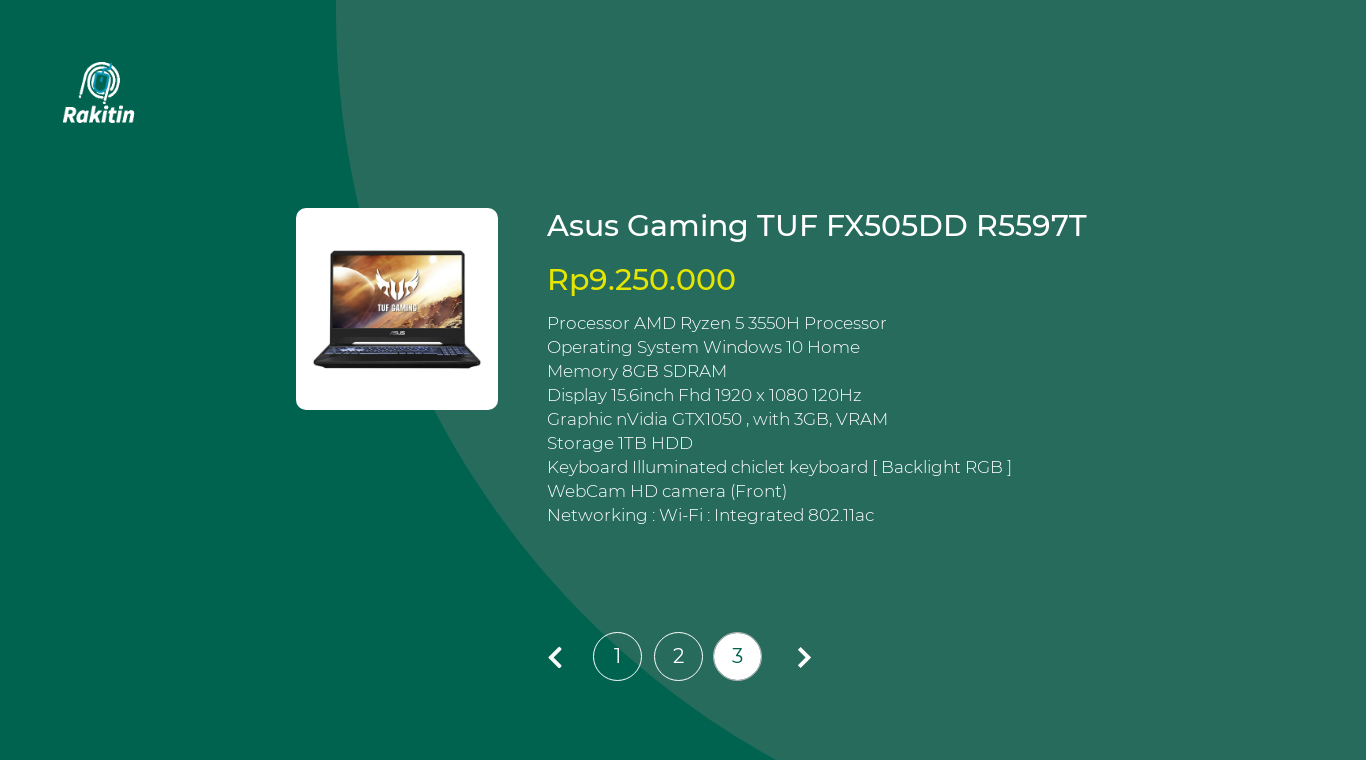 Rakitin
Asus Gaming TUF FX505DD R5597T
Rp9.250.000
TUF GAMING
ASUS
Processor AMD Ryzen 5 3550H Processor
Operating System Windows 10 Home
Memory 8GB SDRAM
Display 15.6inch Fhd 1920 x 1080 120Hz
Graphic nVidia GTX1050 , with 3GB, VRAM
Storage 1TB HDD
Keyboard Illuminated chiclet keyboard [ Backlight RGB ]
WebCam HD camera (Front)
Networking : Wi-Fi : Integrated 802.11ac
1 2 3